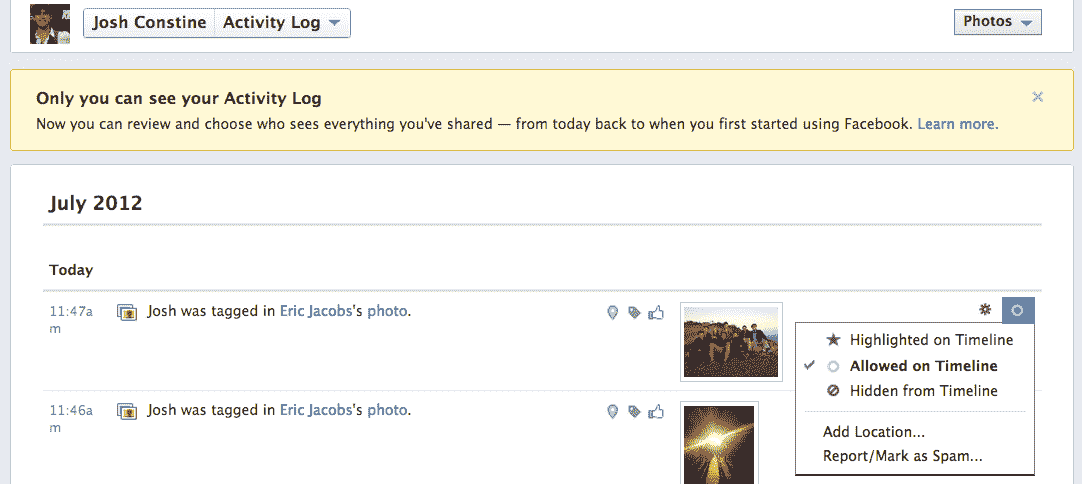 Josh Constine Activity Log Photos
Only you can see your Activity Log
Now you can review and choose who sees everything you've shared — from today back to when you first started using Facebook. Learn more.
July 2012
Today
11:47a
m
Josh was tagged in Eric Jacobs's photo.
Highlighted on Timeline
Allowed on Timeline
Hidden from Timeline
Add Location...
Report/Mark as Spam...
11:46a
m
Josh was tagged in Eric Jacobs's photo.